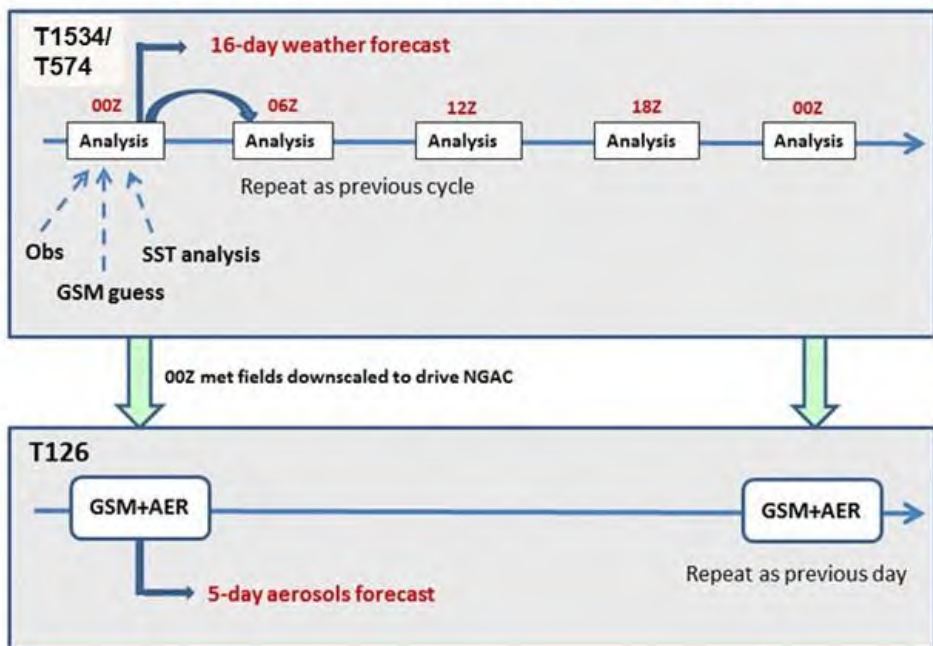 T1534/
T574
16-day weather forecast
00Z
06Z
12Z
18Z
00Z
Analysis
Analysis
Analysis
Analysis
Analysis
Repeat as previous cycle
Obs
SST analysis
GSM guess
00Z met fields downscaled to drive NGAC
T126
GSM+AER
GSM+AER
Repeat as previous day
5-day aerosols forecast